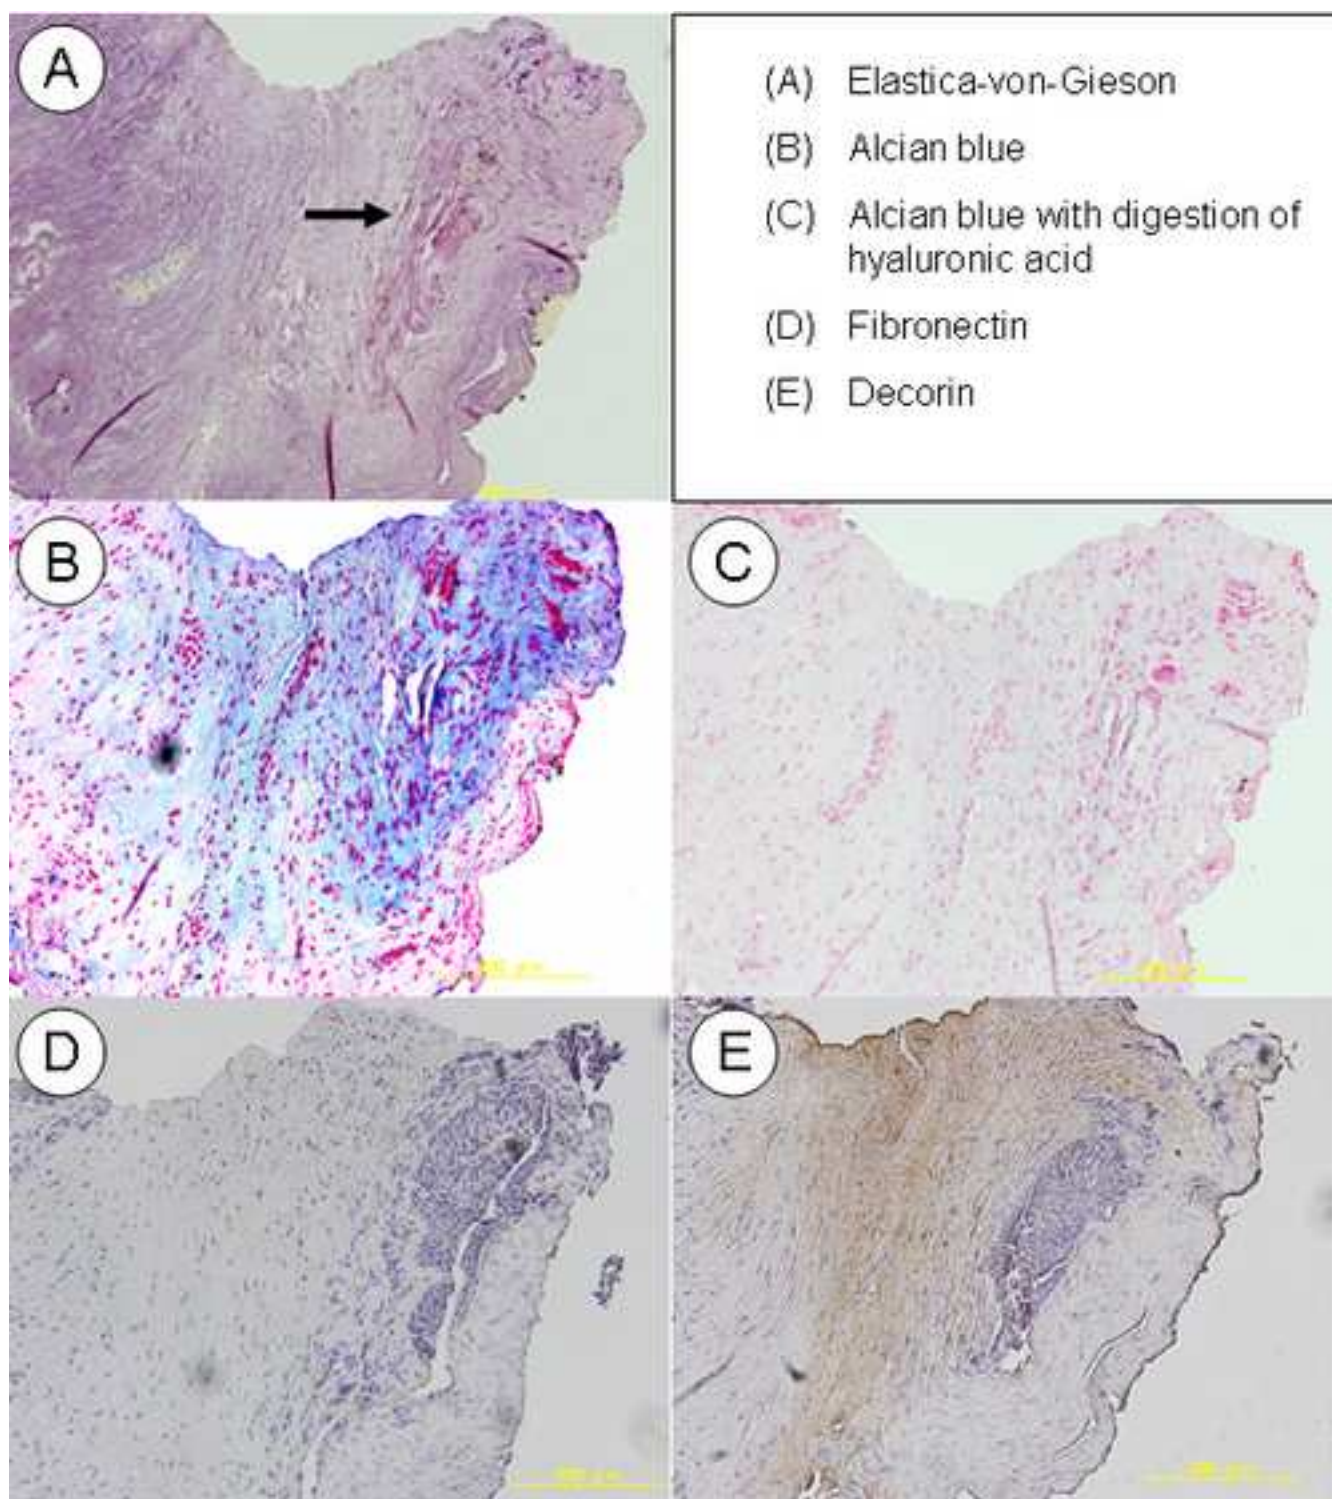 A
(A) Elastica-von-Gieson
(B) Alcian blue
(C) Alcian blue with digestion of
hyaluronic acid
(D) Fibronectin
(E) Decorin
B
C
D
E